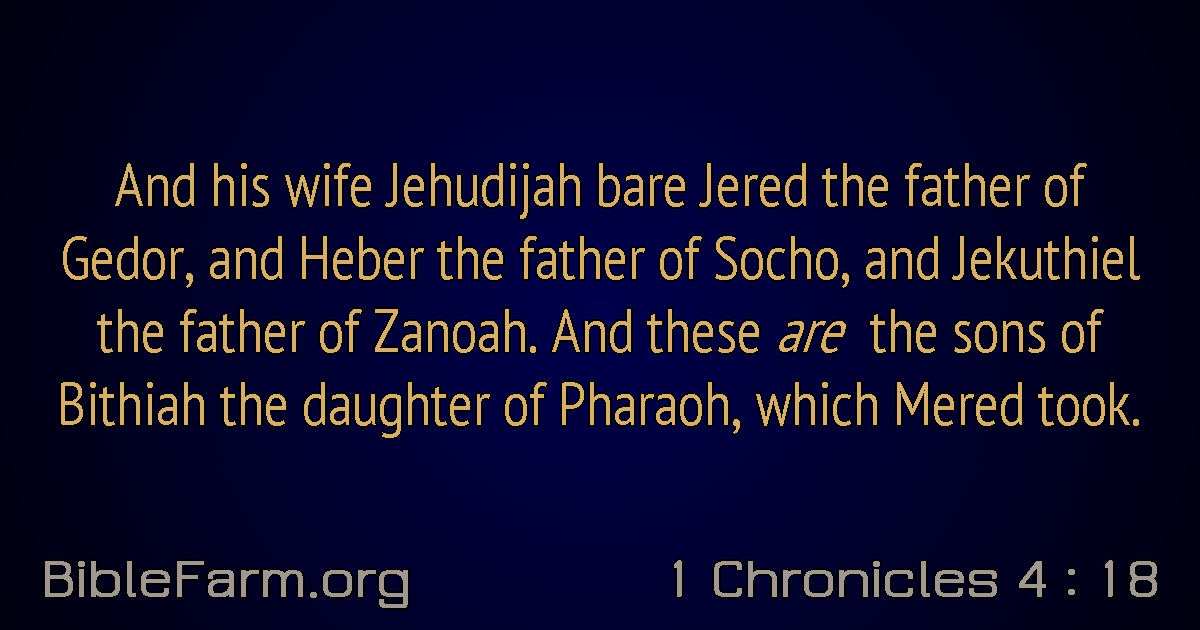 And his wife Jehudijah bare Jered the father of
Gedor, and Heber the father of Socho, and Jekuthiel
the father of Zanoah. And these are the sons of
Bithiah the daughter of Pharaoh, which Mered took.
BibleFarm.org
1 Chronicles 4 : 18